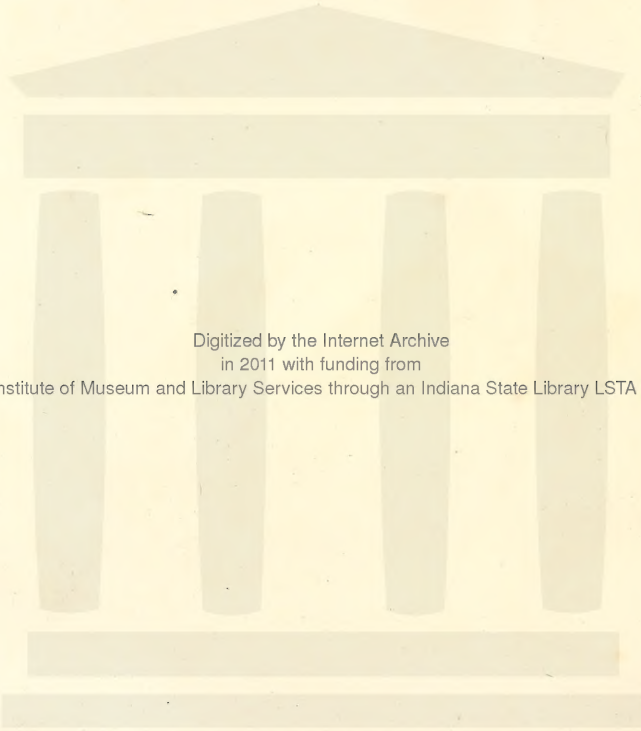 Digitized by the Internet Archive
in 2011 with funding from
nstitute of Museum and Library Services through an Indiana State Library LSTA